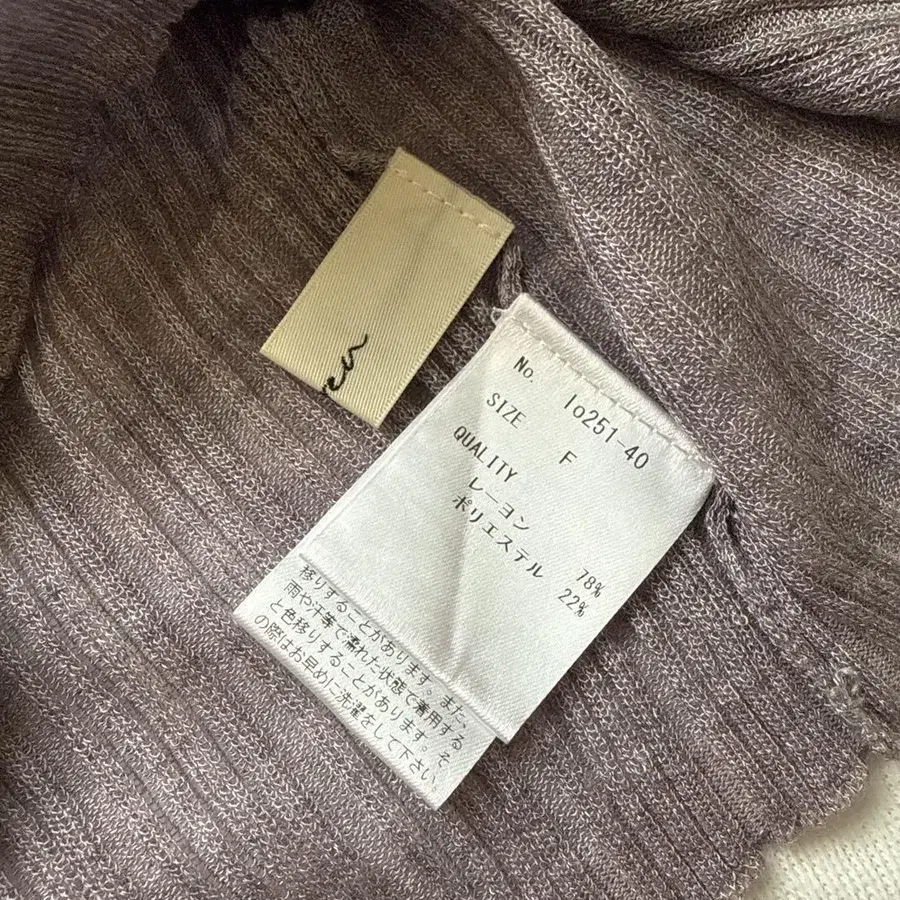 No. lo251-40
SIZE F
QUALITY
レーヨン 78%
ポリエステル 22%
移りすることがあります。また、
雨や汗等で濡れた状態で着用する
と色移りすることがあります。そ
の際はお早めに洗濯をして下さい。